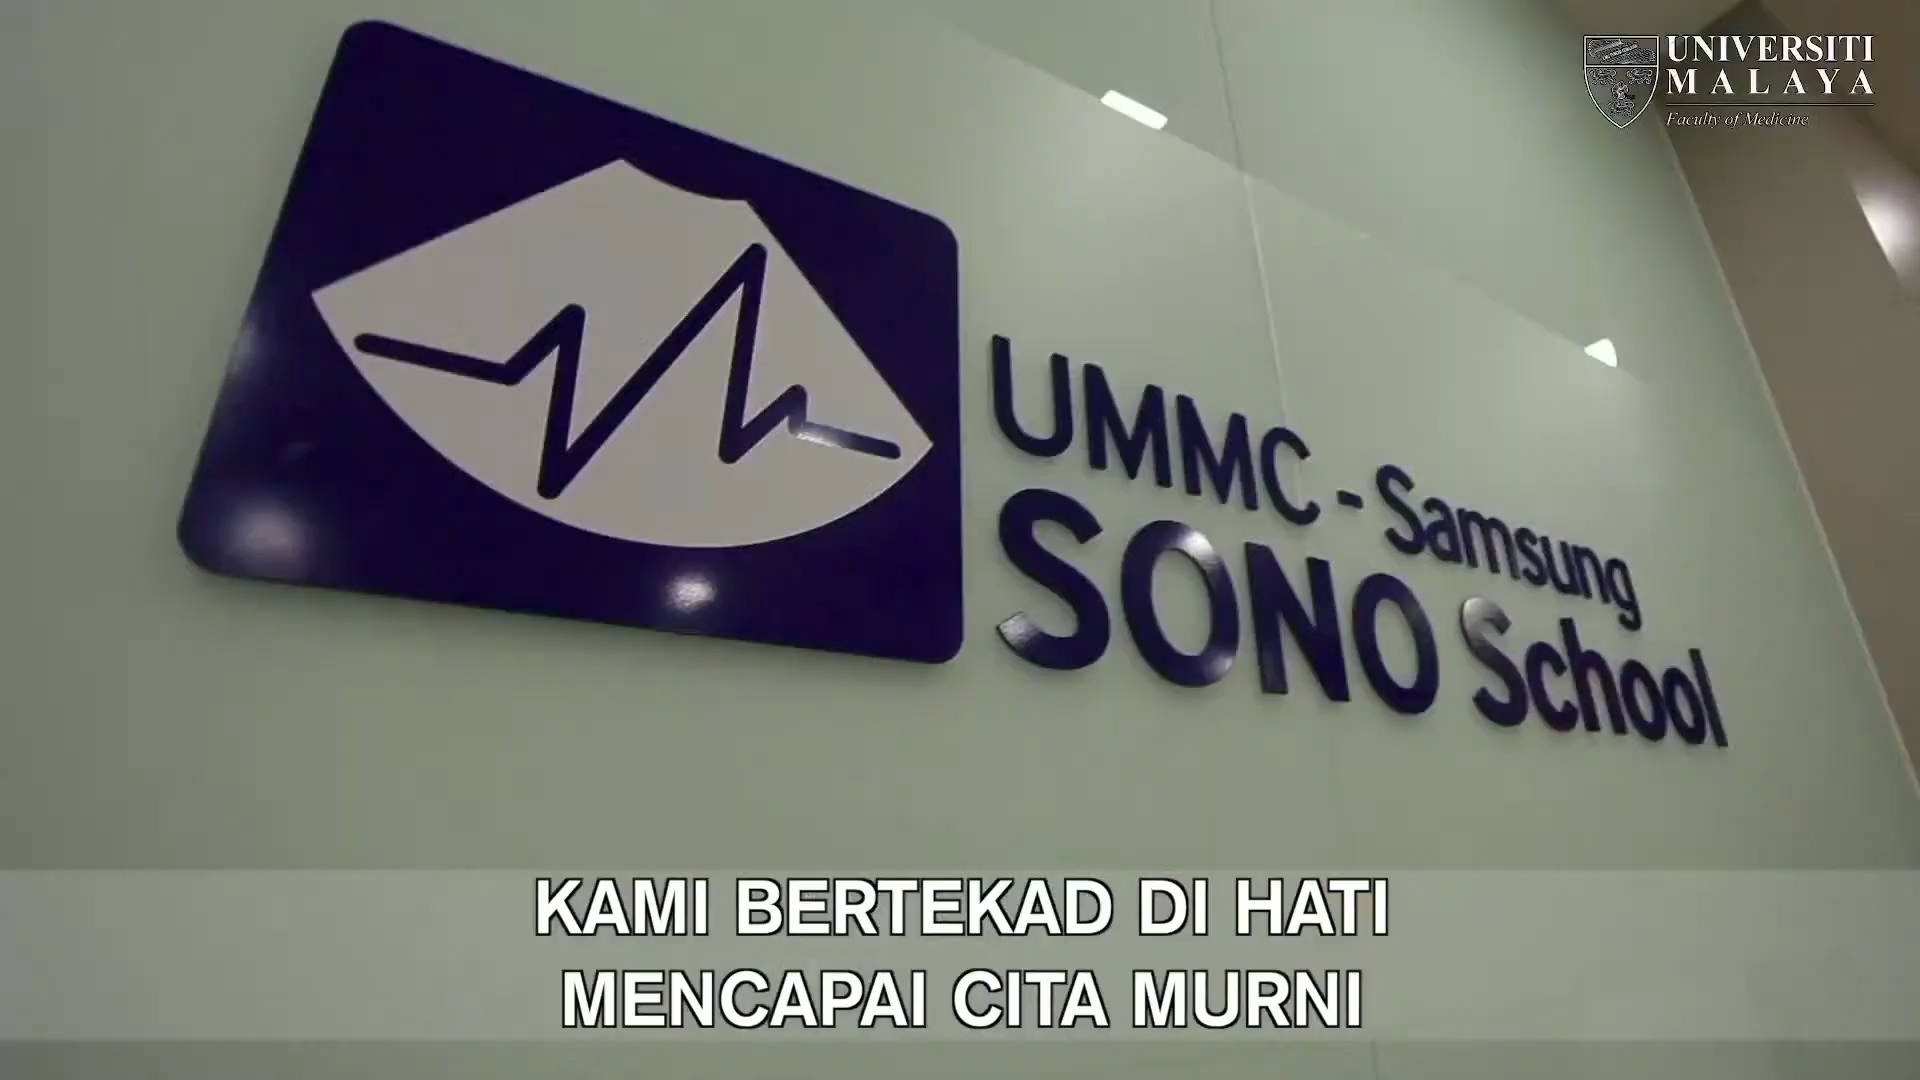 UNIVERSITI
MALAYA
Faculty of Medicine
UMMC - Samsung
SONO School
KAMI BERTEKAD DI HATI
MENCAPAI CITA MURNI